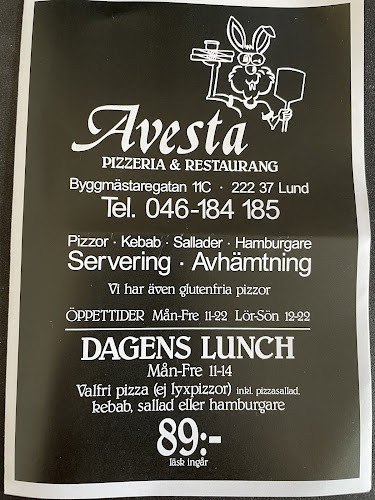 Avesta
PIZZERIA & RESTAURANG
Byggmästaregatan 11C · 222 37 Lund
Tel. 046-184 185
Pizzor · Kebab · Sallader · Hamburgare
Servering · Avhämtning
Vi har även glutenfria pizzor
ÖPPETTIDER Mån-Fre 11-22 Lör-Sön 12-22
DAGENS LUNCH
Mån-Fre 11-14
Valfri pizza (ej lyxpizzor) inkl. pizzasallad,
kebab, sallad eller hamburgare
89:-
läsk ingår